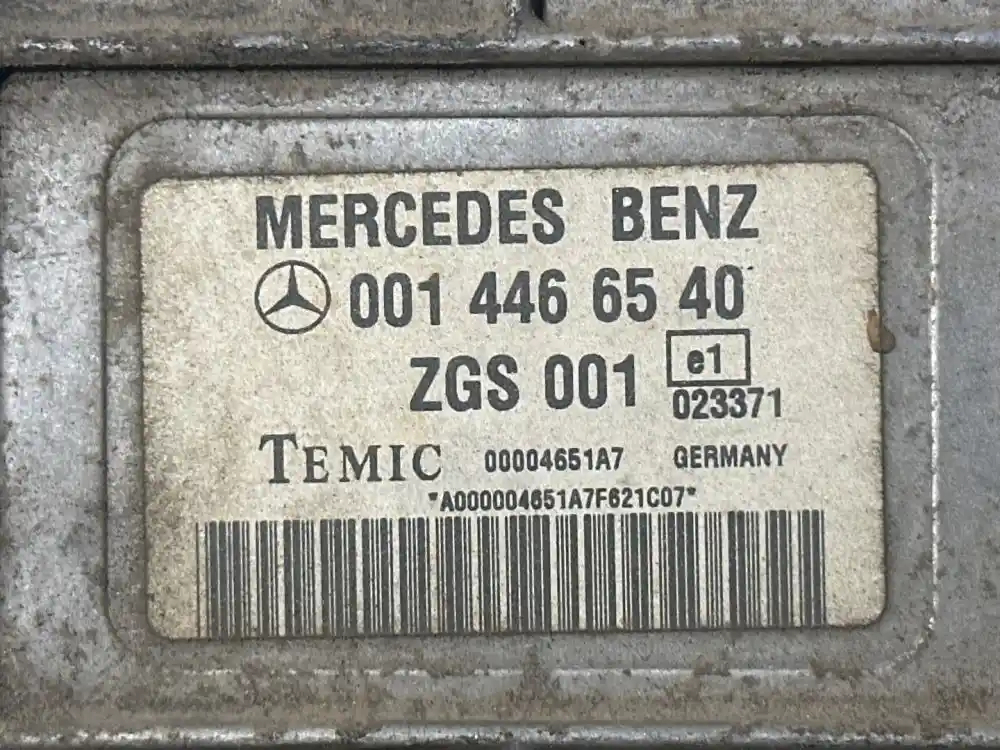 MERCEDES BENZ
001 446 65 40
ZGS 001 e1
023371
TEMIC 00004651A7 GERMANY
*A000004651A7F621C07*